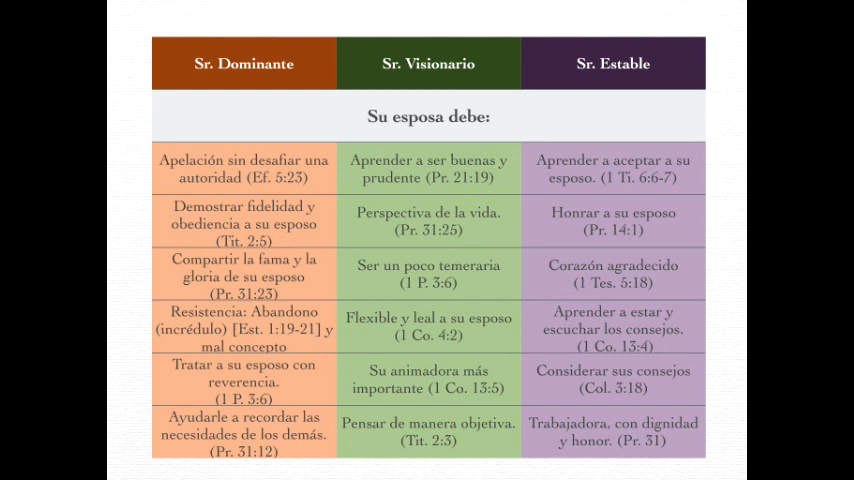 Sr. Dominante
Sr. Visionario
Sr. Estable
Su esposa debe:
Apelación sin desafiar una
autoridad (Ef. 5:23)
Aprender a ser buenas y
prudente (Pr. 21:19)
Aprender a aceptar a su
esposo. (1 Ti. 6:6-7)
Demostrar fidelidad y
obediencia a su esposo
(Tit. 2:5)
Perspectiva de la vida.
(Pr. 31:25)
Honrar a su esposo
(Pr. 14:1)
Compartir la fama y la
gloria de su esposo
(Pr. 31:23)
Ser un poco temeraria
(1 P. 3:6)
Corazón agradecido
(1 Tes. 5:18)
Resistencia: Abandono
(incrédulo) [Est. 1:19-21] y
mal concepto
Flexible y leal a su esposo
(1 Co. 4:2)
Aprender a estar y
escuchar los consejos.
(1 Co. 13:4)
Tratar a su esposo con
reverencia.
(1 P. 3:6)
Su animadora más
importante (1 Co. 13:5)
Considerar sus consejos
(Col. 3:18)
Ayudarle a recordar las
necesidades de los demás.
(Pr. 31:12)
Pensar de manera objetiva.
(Tit. 2:3)
Trabajadora, con dignidad
y honor. (Pr. 31)